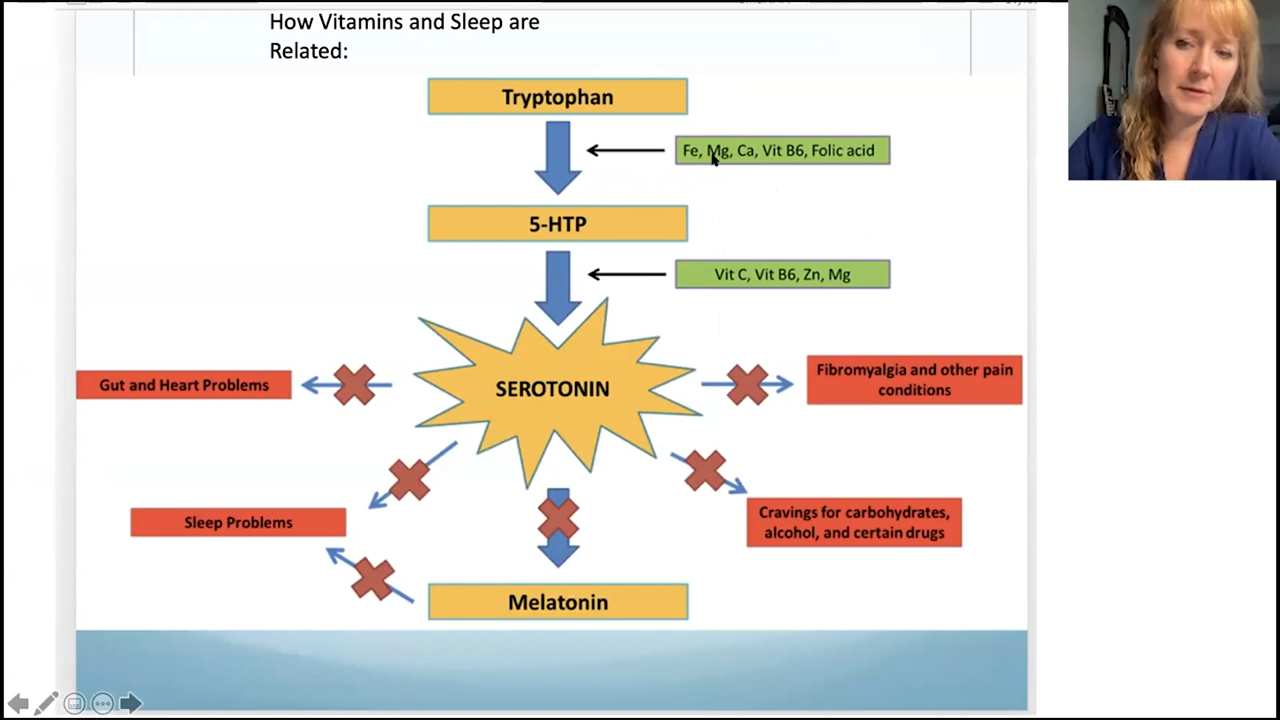 How Vitamins and Sleep are
Related:
Tryptophan
Fe, Mg, Ca, Vit B6, Folic acid
5-HTP
Vit C, Vit B6, Zn, Mg
SEROTONIN
Gut and Heart Problems
Fibromyalgia and other pain
conditions
Sleep Problems
Cravings for carbohydrates,
alcohol, and certain drugs
Melatonin